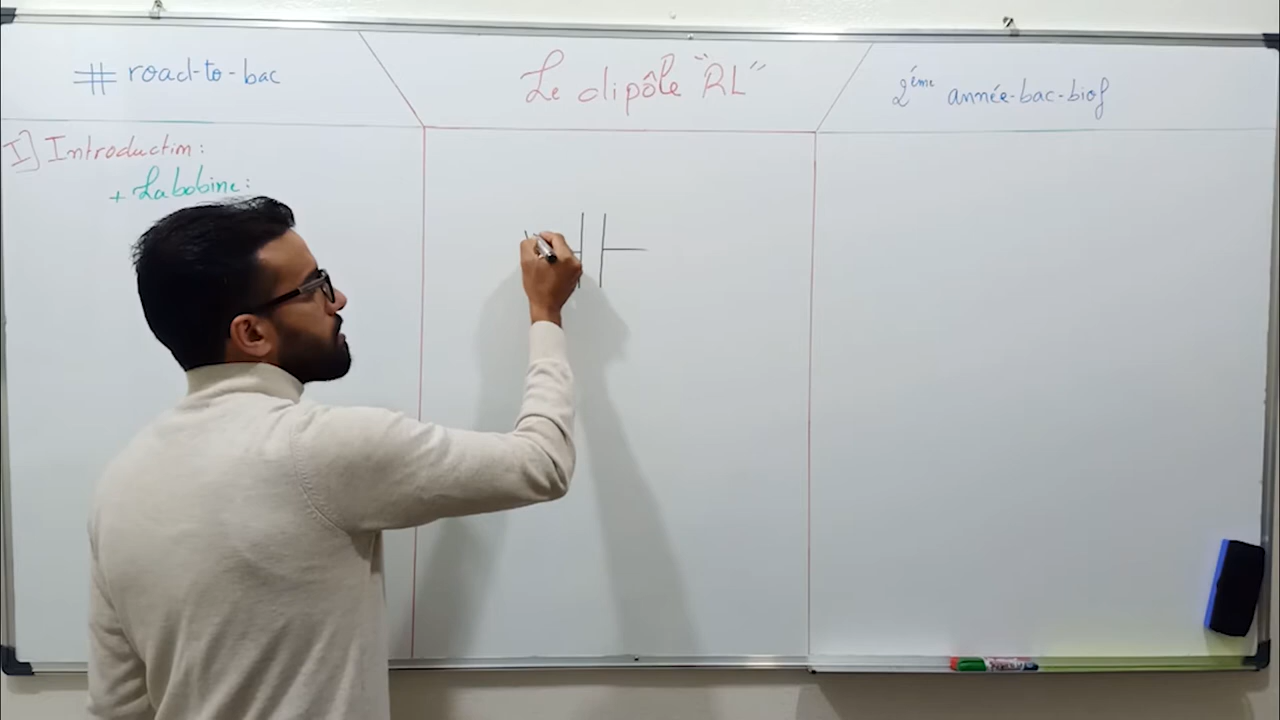 # road-to-bac
Le dipôle "RL"
2ème année-bac-biof
I] Introduction:
+ La bobine: